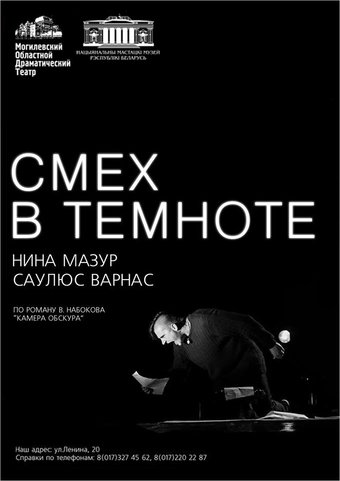 Могилевский
Областной
Драматический
Театр
НАЦЫЯНАЛЬНЫ МАСТАЦКІ МУЗЕЙ
РЭСПУБЛІКІ БЕЛАРУСЬ
СМЕХ
В ТЕМНОТЕ
НИНА МАЗУР
САУЛЮС ВАРНАС
ПО РОМАНУ В. НАБОКОВА
"КАМЕРА ОБСКУРА"
Наш адрес: ул.Ленина, 20
Справки по телефонам: 8(017)327 45 62, 8(017)220 22 87